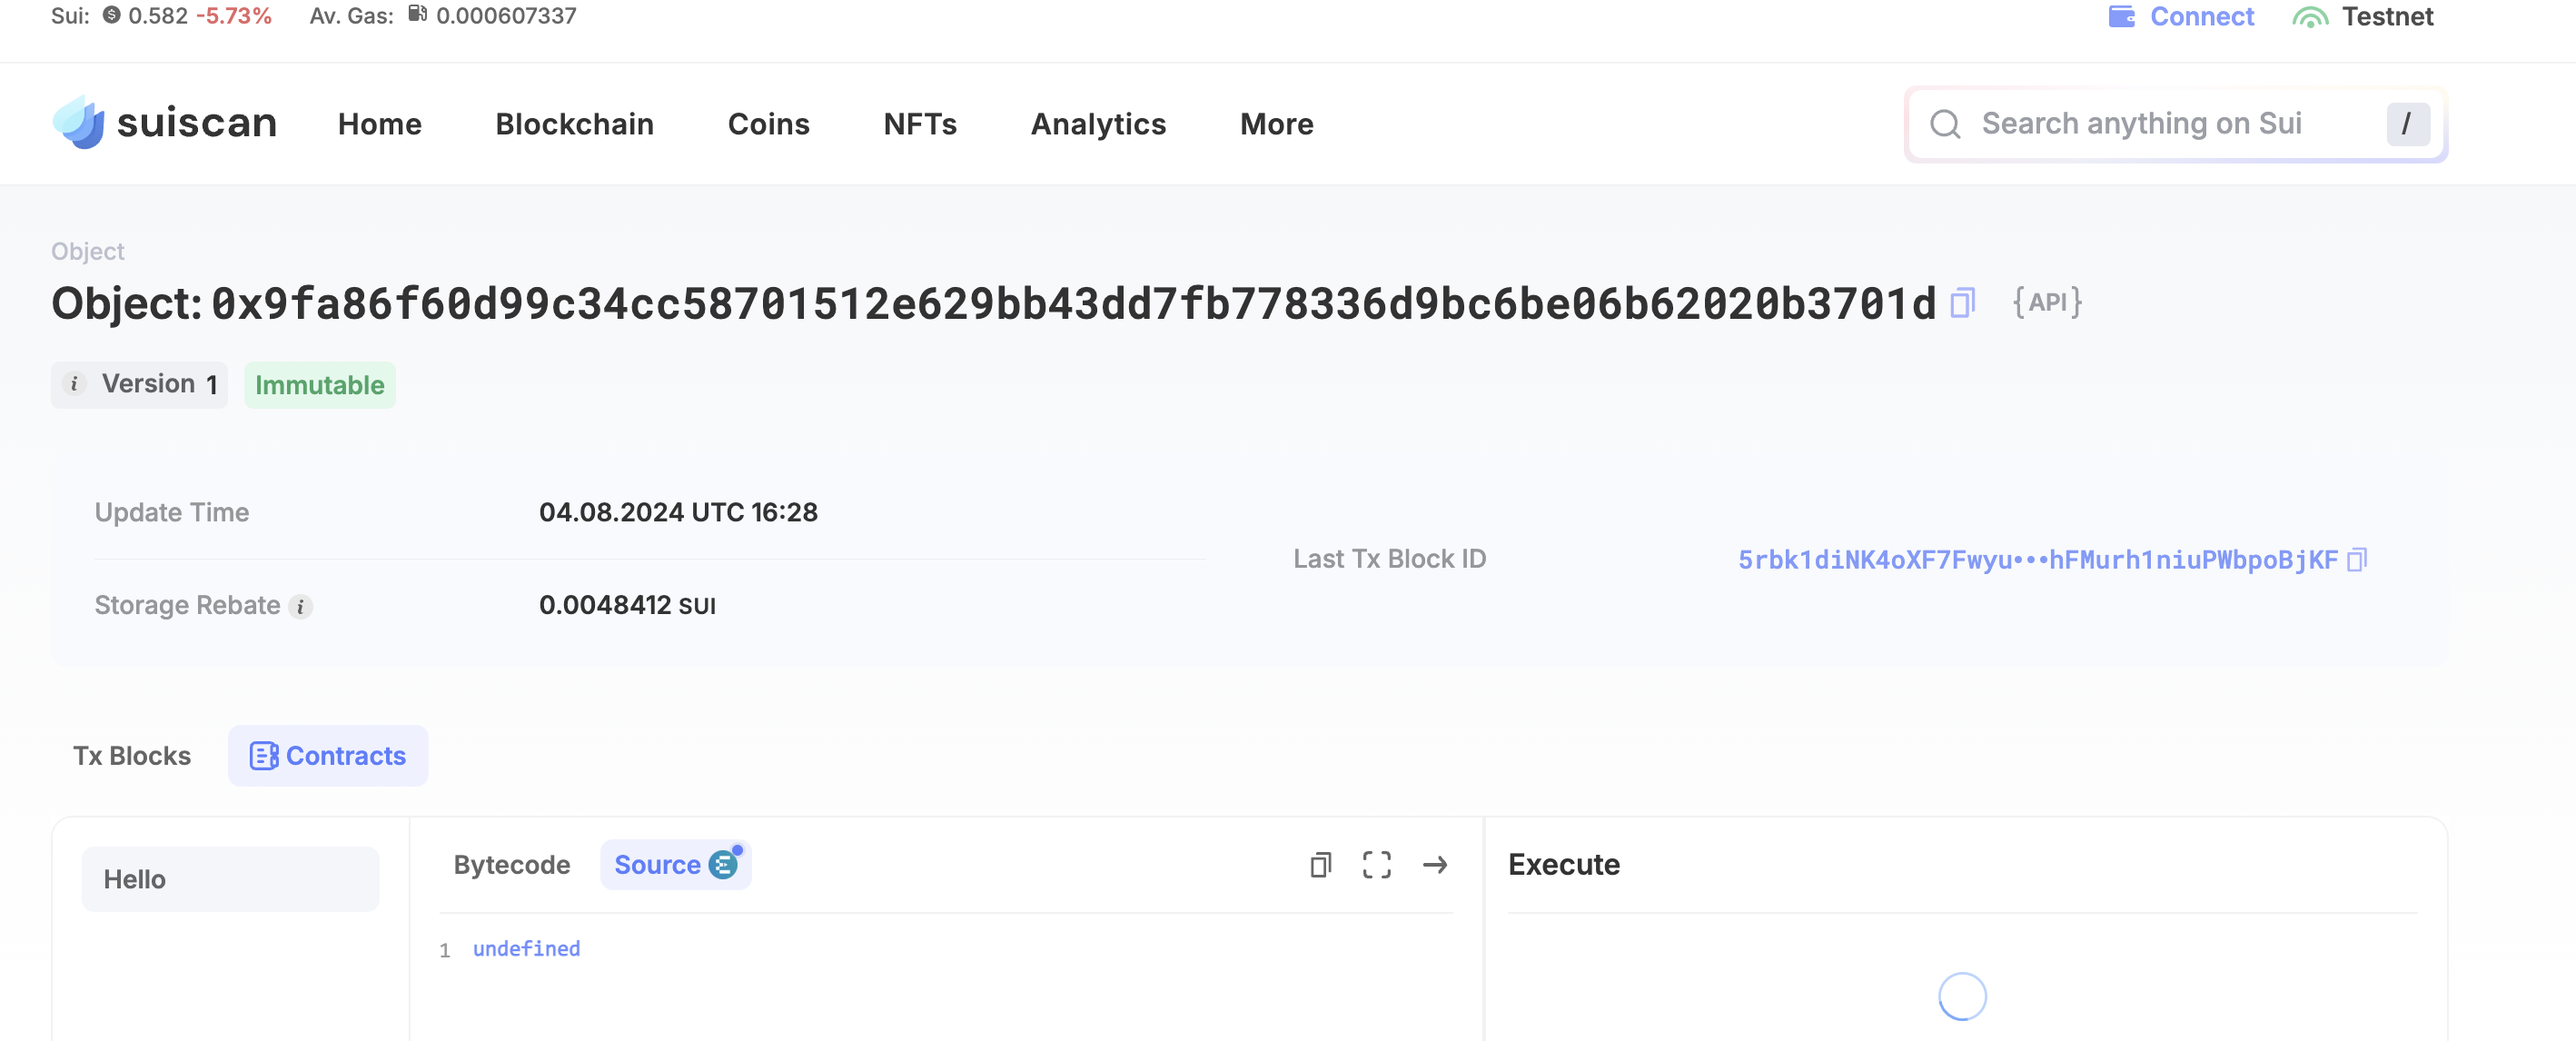 Sui: 0.582 -5.73% Av. Gas: 0.000607337 Connect Testnet
suiscan Home Blockchain Coins NFTs Analytics More Search anything on Sui /
Object
Object: 0x9fa86f60d99c34cc58701512e629bb43dd7fb778336d9bc6be06b62020b3701d {API}
i Version 1 Immutable
Update Time 04.08.2024 UTC 16:28
Last Tx Block ID 5rbk1diNK4oXF7Fwyu•••hFMurh1niuPWbpoBjKF
Storage Rebate i 0.0048412 SUI
Tx Blocks Contracts
Hello Bytecode Source Execute
1 undefined